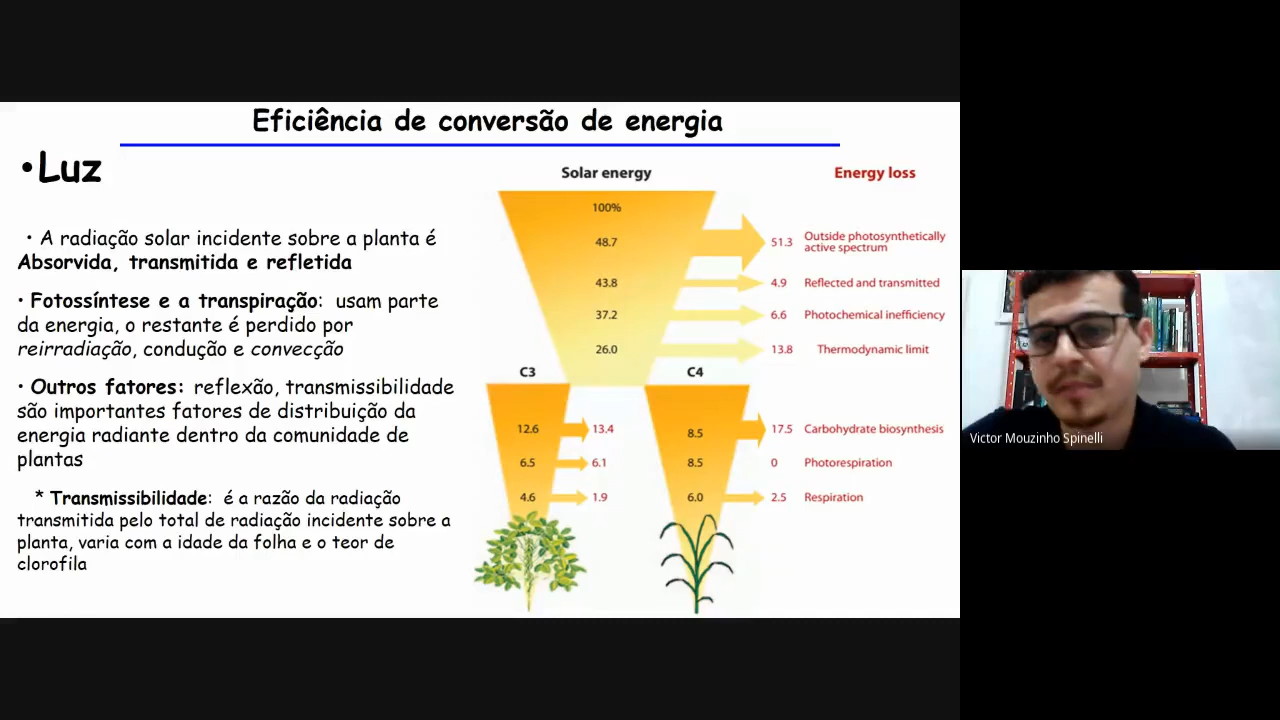 Eficiência de conversão de energia
•Luz
• A radiação solar incidente sobre a planta é
Absorvida, transmitida e refletida
• Fotossíntese e a transpiração: usam parte
da energia, o restante é perdido por
reirradiação, condução e convecção
• Outros fatores: reflexão, transmissibilidade
são importantes fatores de distribuição da
energia radiante dentro da comunidade de
plantas
* Transmissibilidade: é a razão da radiação
transmitida pelo total de radiação incidente sobre a
planta, varia com a idade da folha e o teor de
clorofila
Solar energy Energy loss
100%
48.7 51.3 Outside photosynthetically
active spectrum
43.8 4.9 Reflected and transmitted
37.2 6.6 Photochemical inefficiency
26.0 13.8 Thermodynamic limit
C3 C4
12.6 13.4 8.5 17.5 Carbohydrate biosynthesis
6.5 6.1 8.5 0 Photorespiration
4.6 1.9 6.0 2.5 Respiration
Victor Mouzinho Spinelli